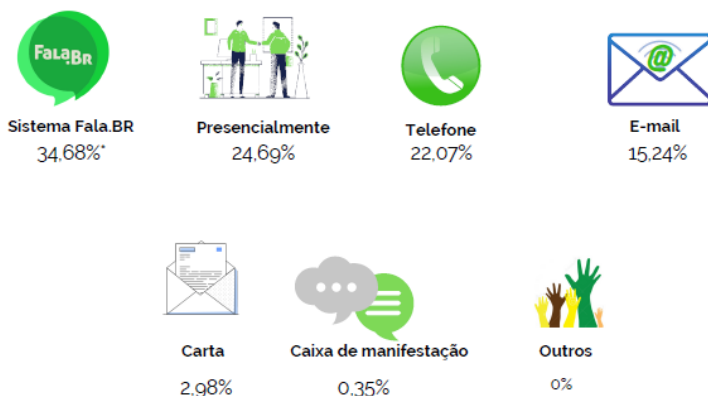 FALA.BR
Sistema Fala.BR
34,68%*
Presencialmente
24,69%
Telefone
22,07%
@
E-mail
15,24%
Carta
2,98%
Caixa de manifestação
0,35%
Outros
0%